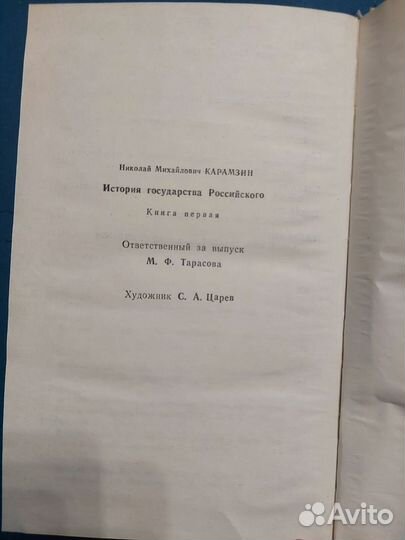 Николай Михайлович КАРАМЗИН
История государства Российского
Книга первая
Ответственный за выпуск
М. Ф. Тарасова
Художник С. А. Царев
Avito